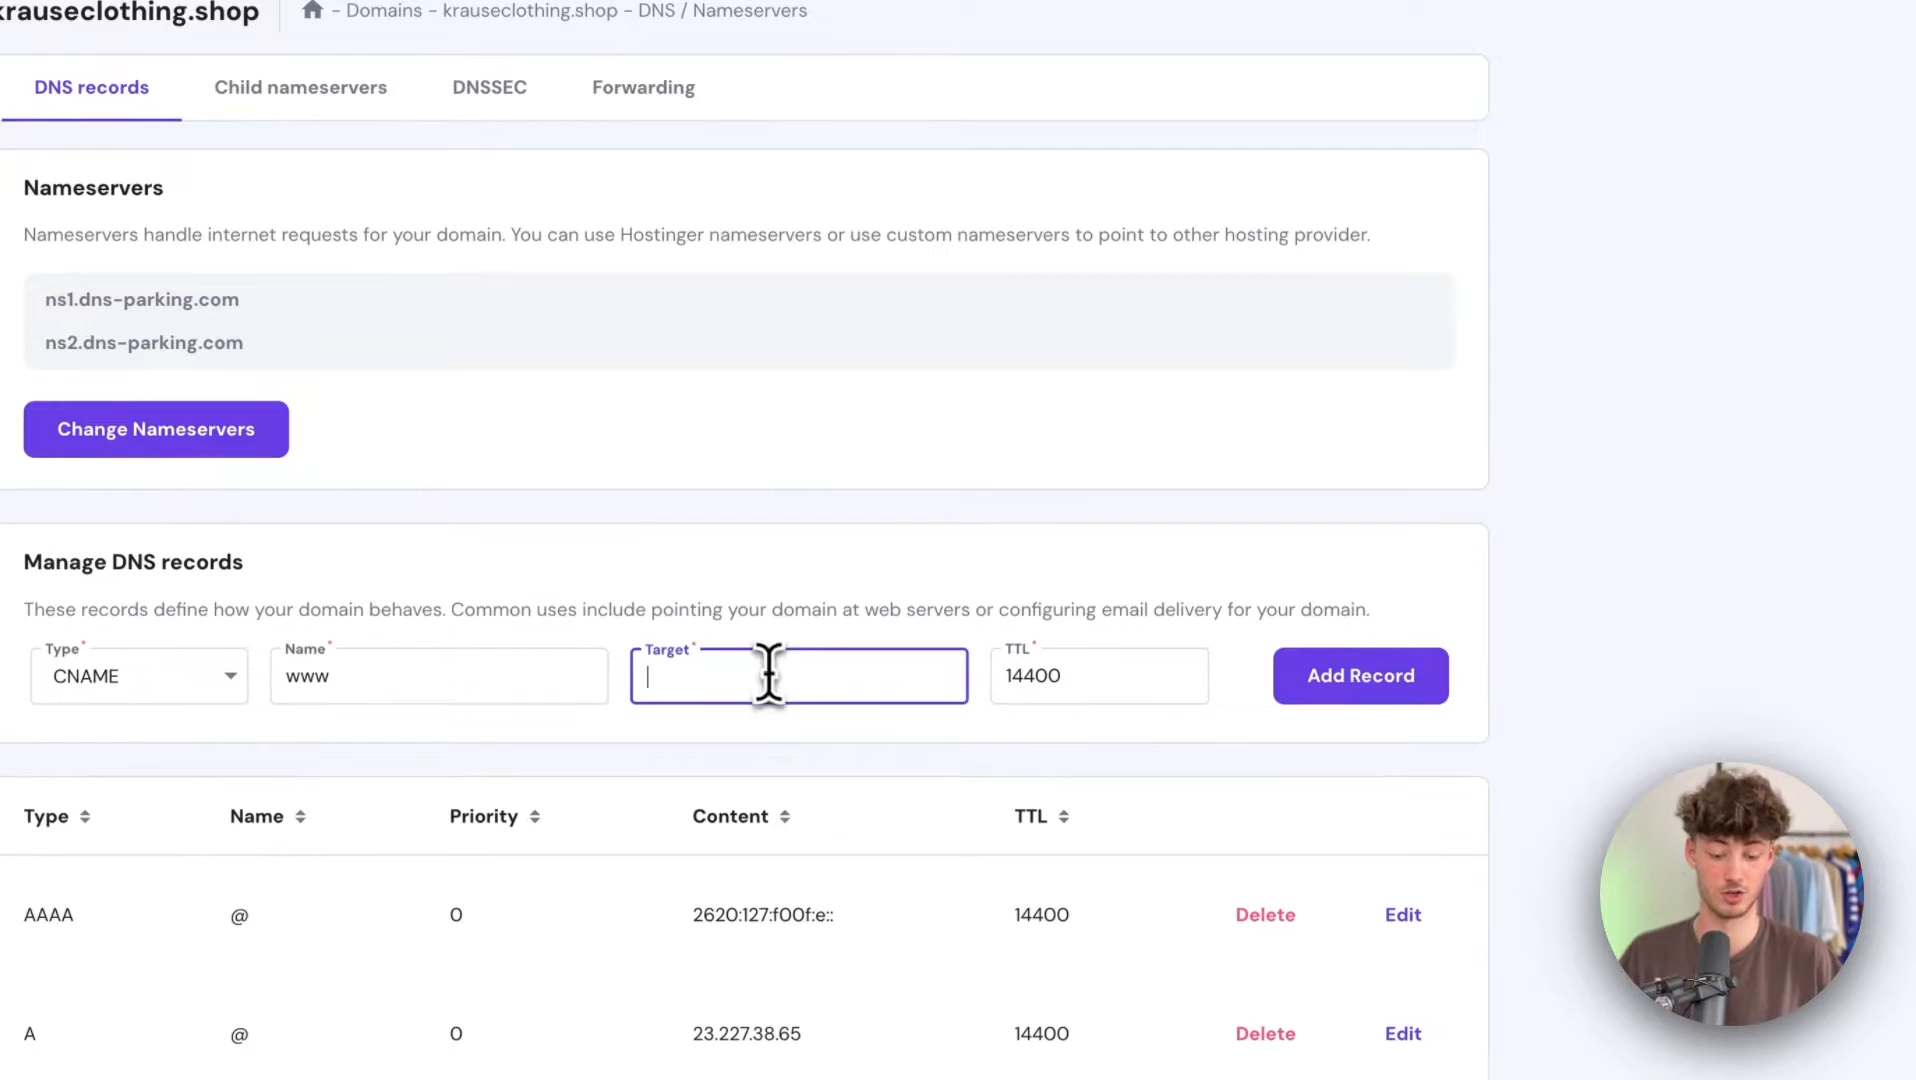 krauseclothing.shop – Domains – krauseclothing.shop – DNS / Nameservers
DNS records Child nameservers DNSSEC Forwarding
Nameservers
Nameservers handle internet requests for your domain. You can use Hostinger nameservers or use custom nameservers to point to other hosting provider.
ns1.dns-parking.com
ns2.dns-parking.com
Change Nameservers
Manage DNS records
These records define how your domain behaves. Common uses include pointing your domain at web servers or configuring email delivery for your domain.
Type* Name* Target* TTL*
CNAME www 14400 Add Record
Type Name Priority Content TTL
AAAA @ 0 2620:127:f00f:e:: 14400 Delete Edit
A @ 0 23.227.38.65 14400 Delete Edit